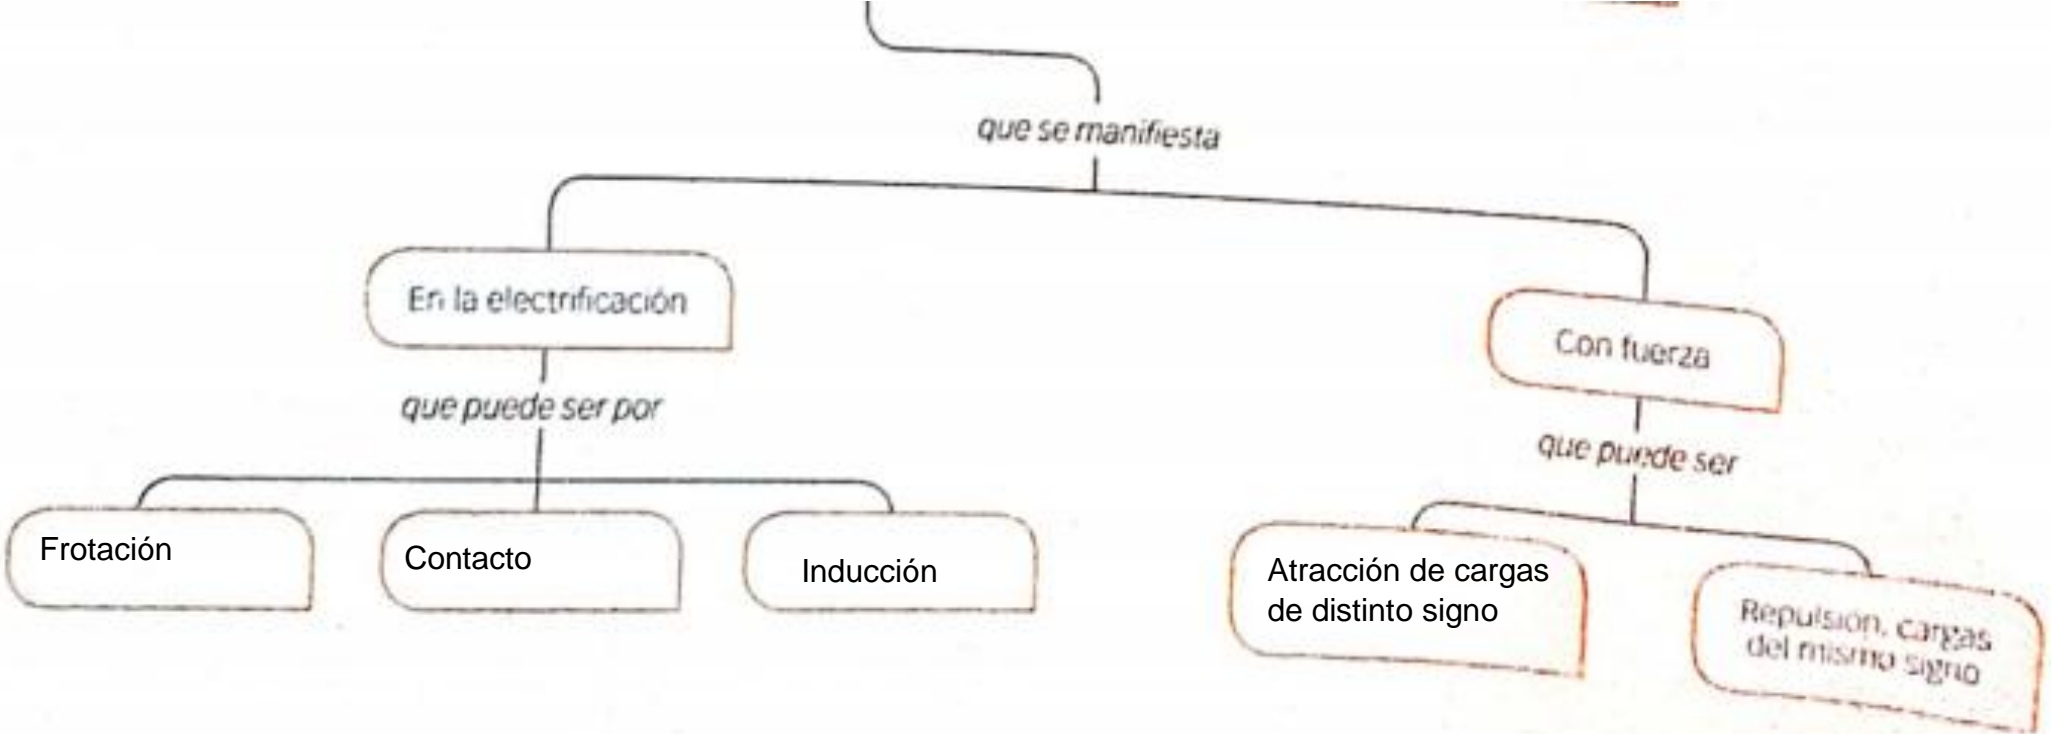 que se manifiesta
En la electrificación
Con fuerza
que puede ser por
que puede ser
Frotación
Contacto
Inducción
Atracción de cargas
de distinto signo
Repulsión, cargas
del mismo signo